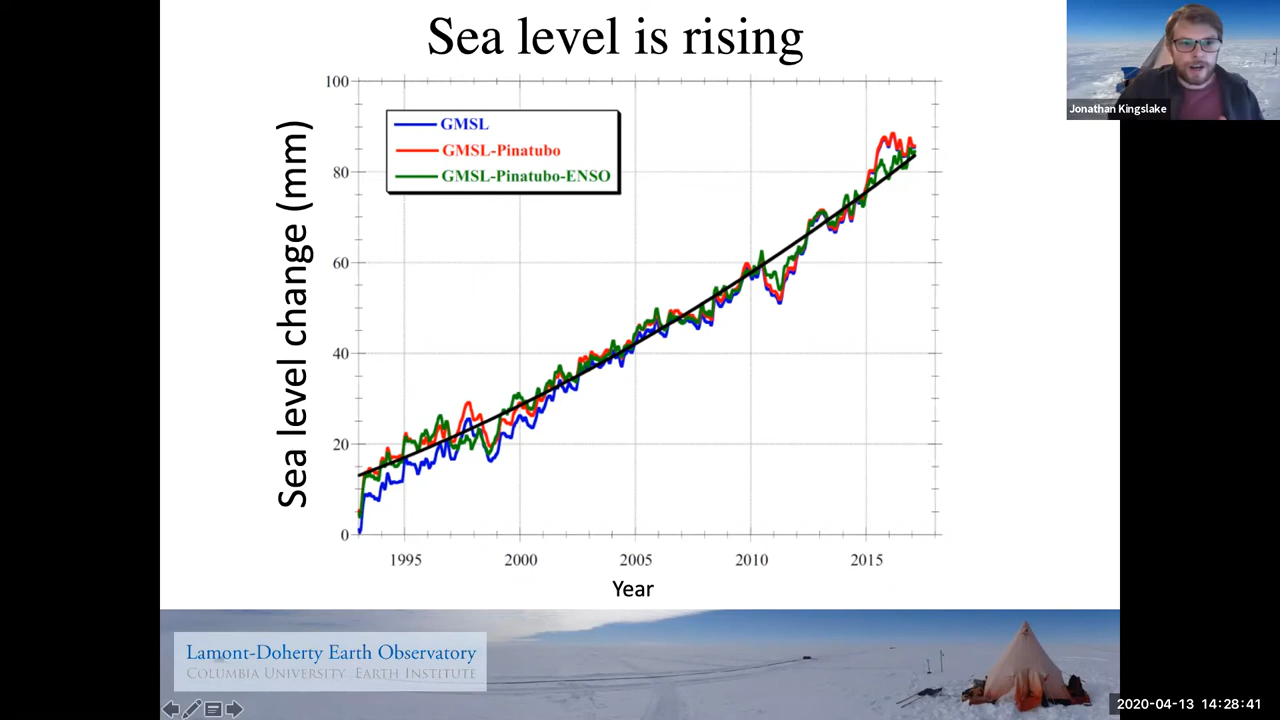 Sea level is rising
Jonathan Kingslake
Sea level change (mm)
100
80
60
40
20
0
GMSL
GMSL-Pinatubo
GMSL-Pinatubo-ENSO
1995 2000 2005 2010 2015
Year
Lamont-Doherty Earth Observatory
COLUMBIA UNIVERSITY EARTH INSTITUTE
2020-04-13 14:28:41